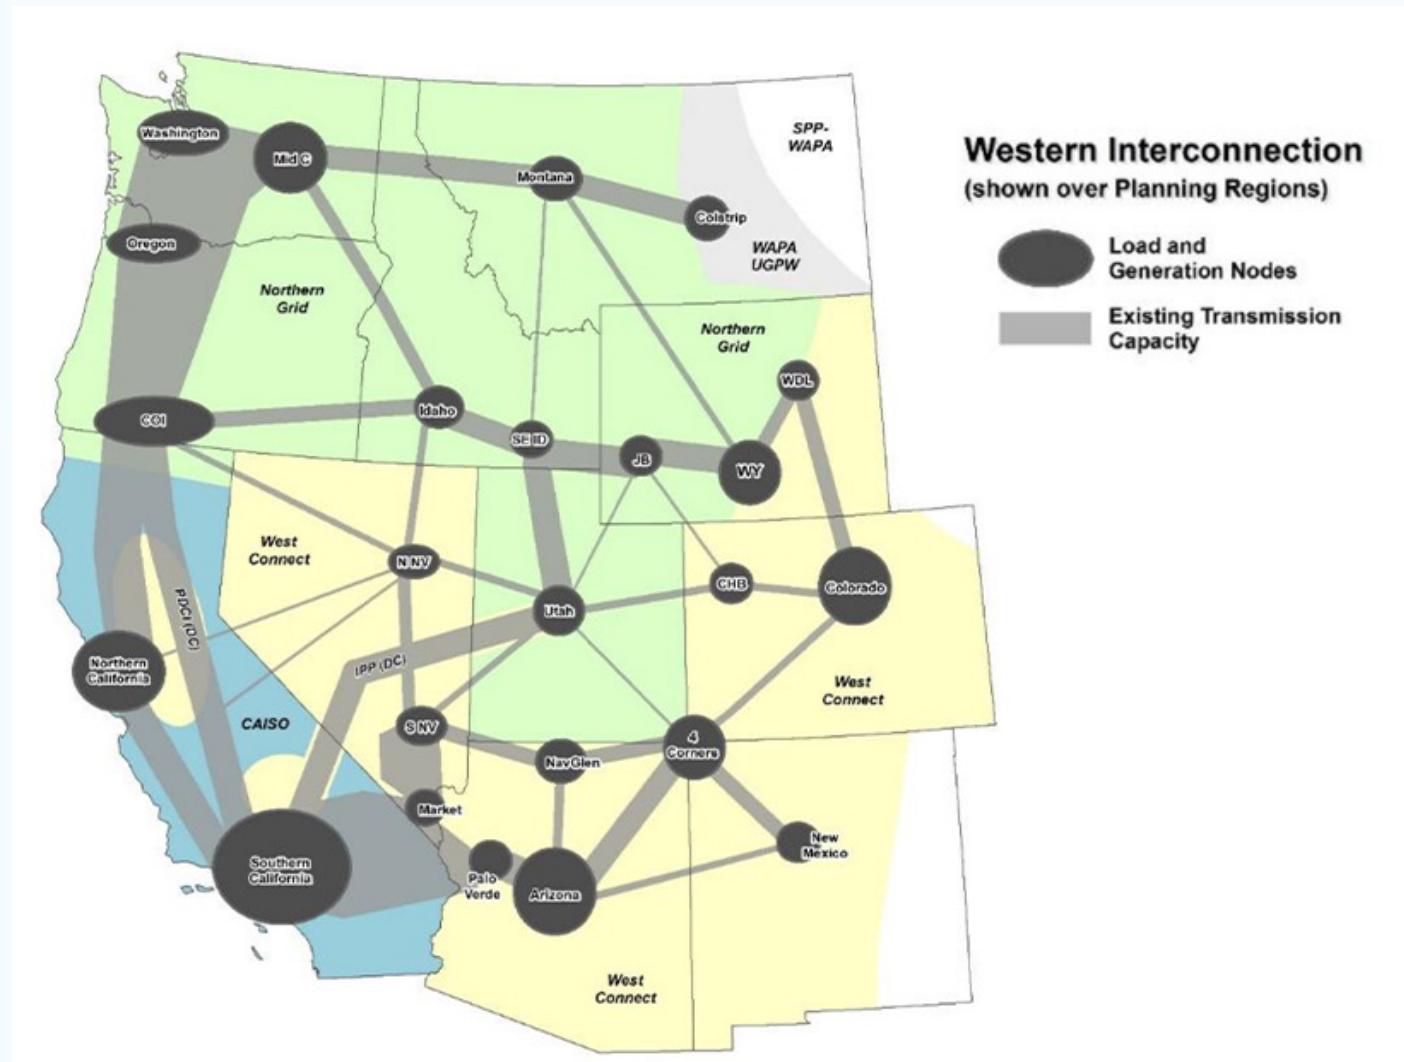 Western Interconnection
(shown over Planning Regions)
Load and
Generation Nodes
Existing Transmission
Capacity
SPP-
WAPA
Washington
Mid C
Montana
Colstrip
Oregon
WAPA
UGPW
Northern
Grid
Northern
Grid
WDL
COI
Idaho
SE ID
JB
WY
West
Connect
N NV
CHB
Colorado
Utah
PDCI (DC)
IPP (DC)
Northern
California
West
Connect
CAISO
S NV
4
Corners
NavGlen
Market
New
Mexico
Southern
California
Palo
Verde
Arizona
West
Connect